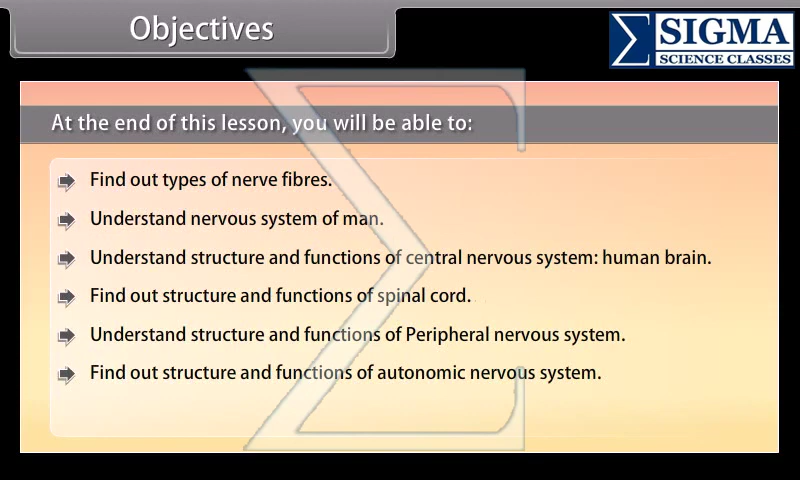 Objectives
SIGMA
SCIENCE CLASSES
At the end of this lesson, you will be able to:
Find out types of nerve fibres.
Understand nervous system of man.
Understand structure and functions of central nervous system: human brain.
Find out structure and functions of spinal cord.
Understand structure and functions of Peripheral nervous system.
Find out structure and functions of autonomic nervous system.